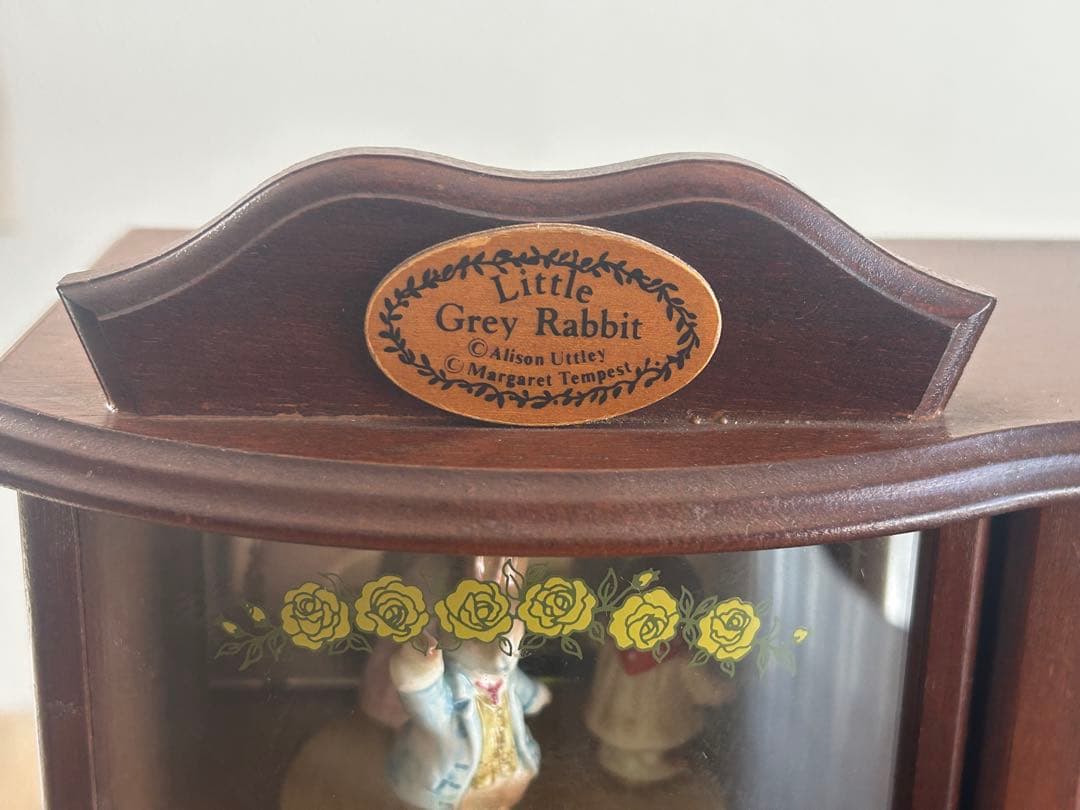 Little
Grey Rabbit
©Alison Uttley
©Margaret Tempest